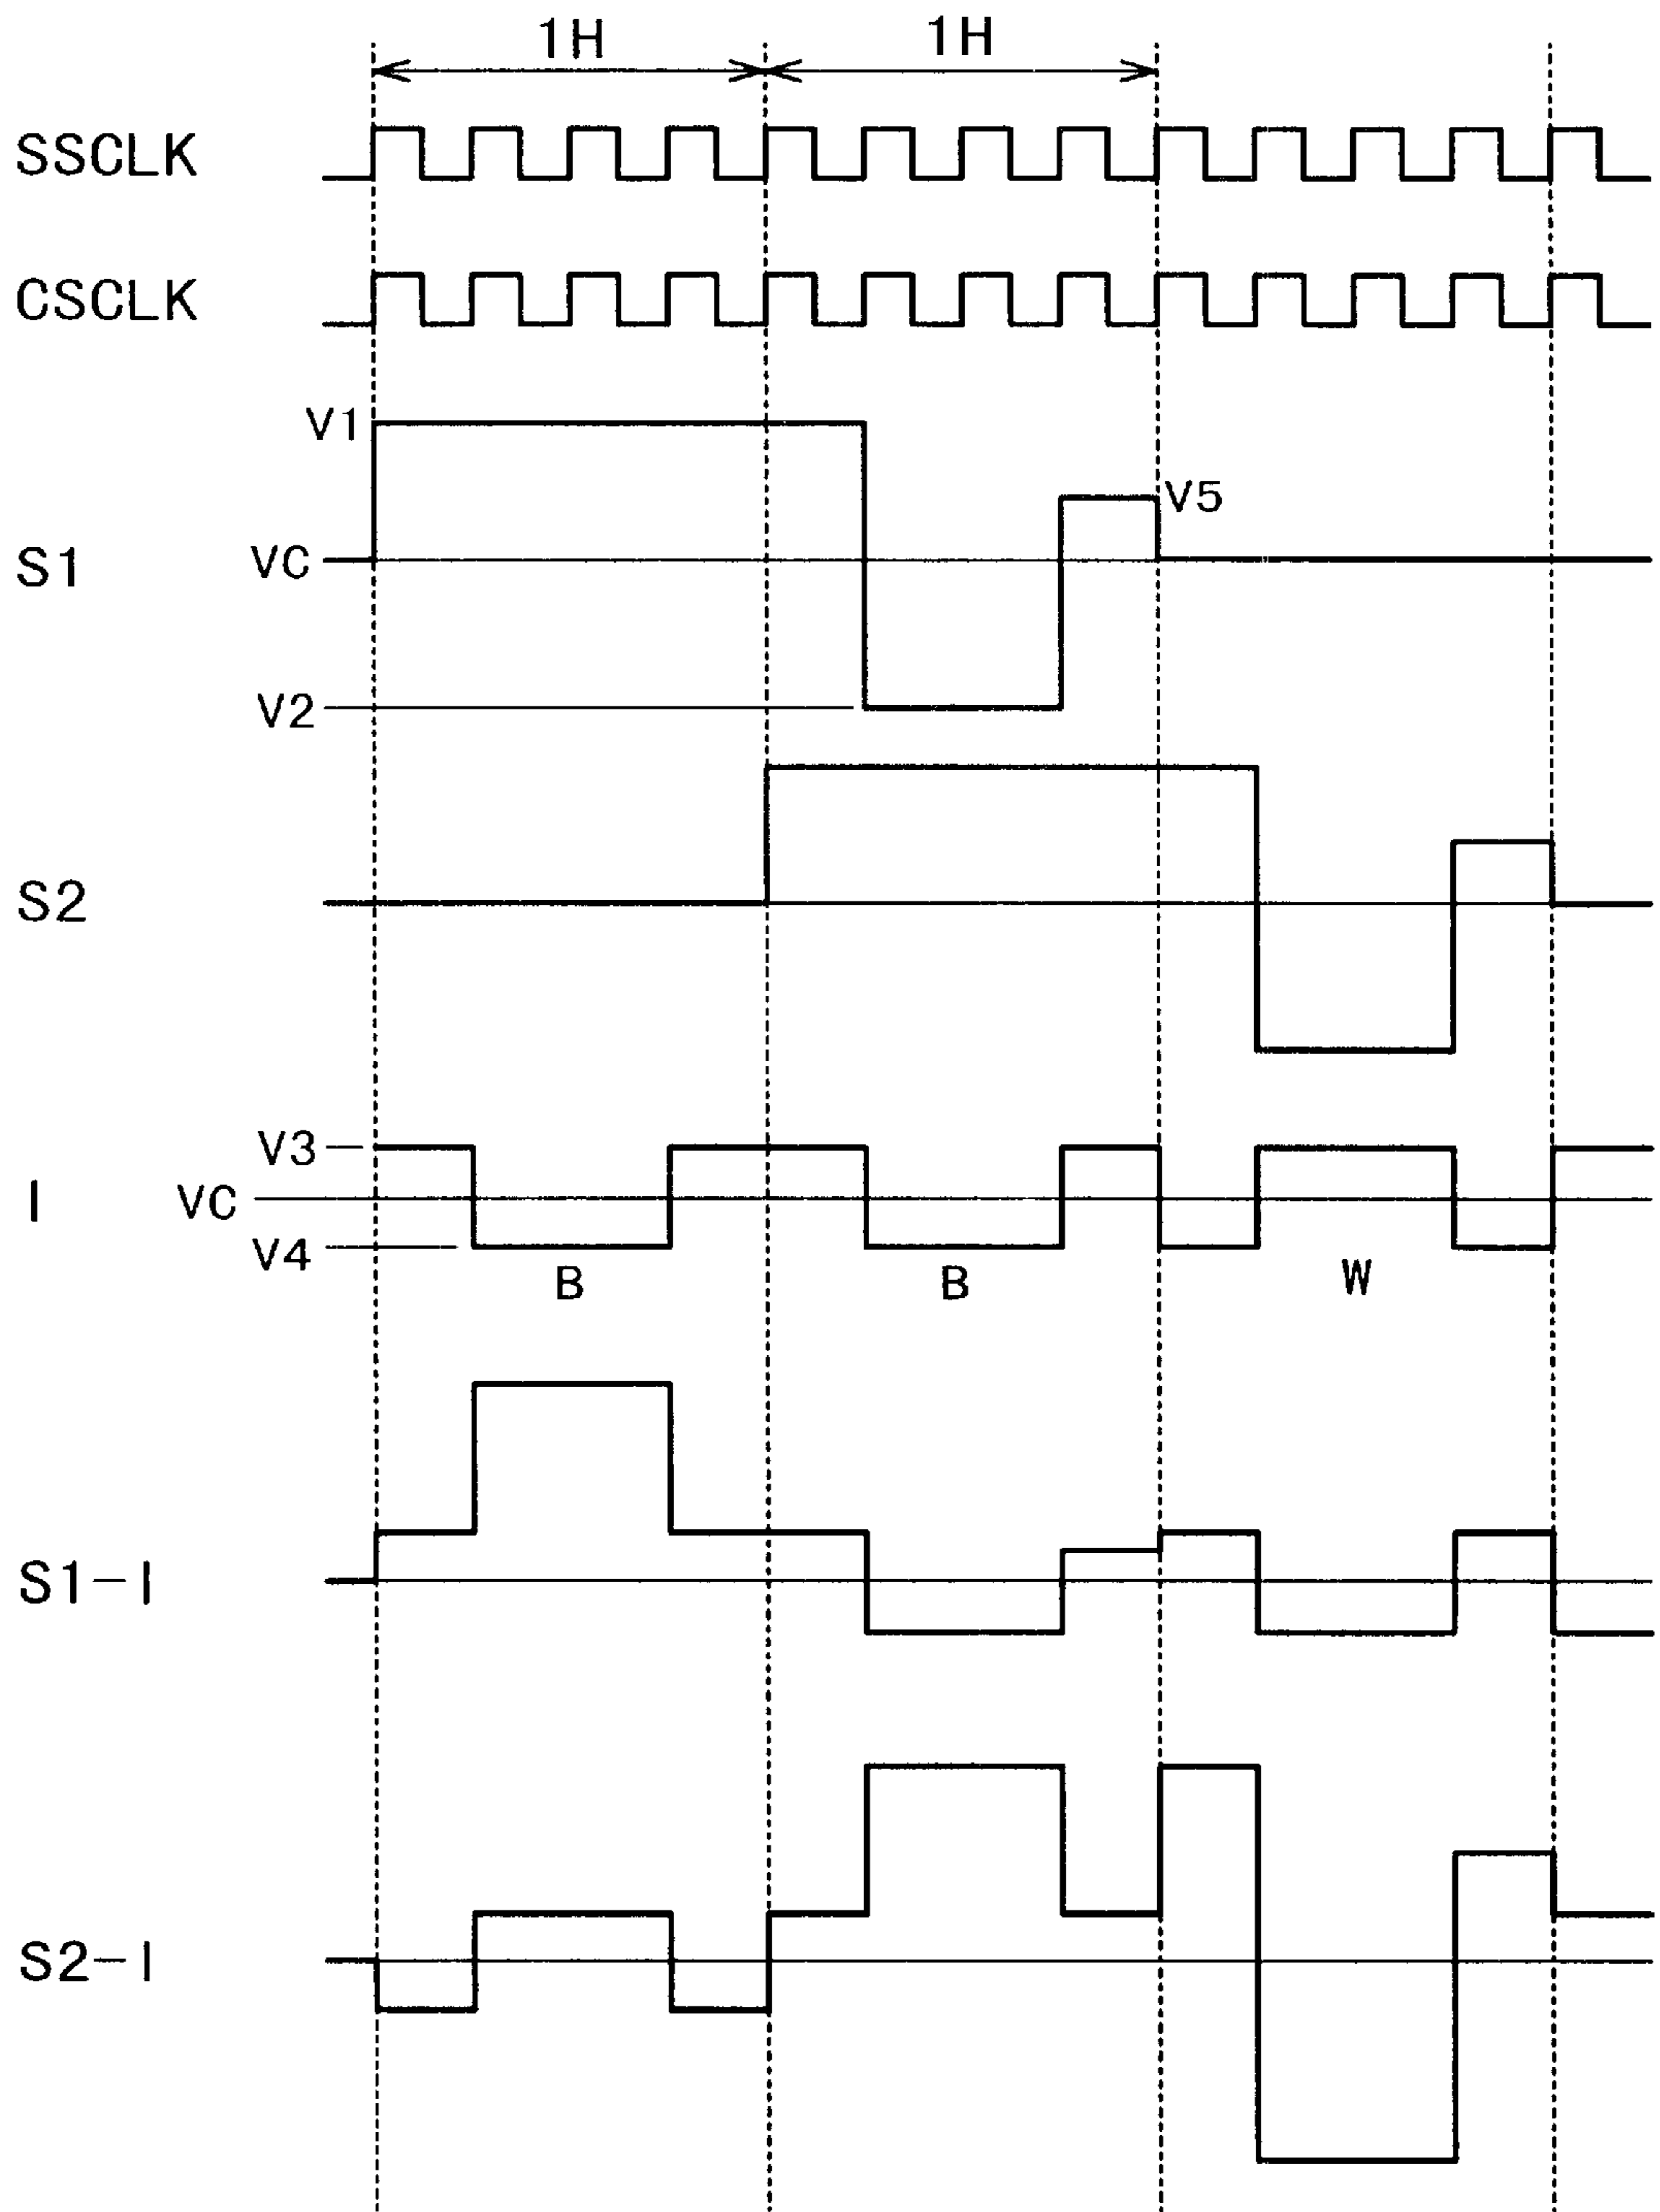 1H 1H
SSCLK
CSCLK
V1
V5
S1 VC
V2
S2
V3
I VC
V4
B B W
S1-I
S2-I